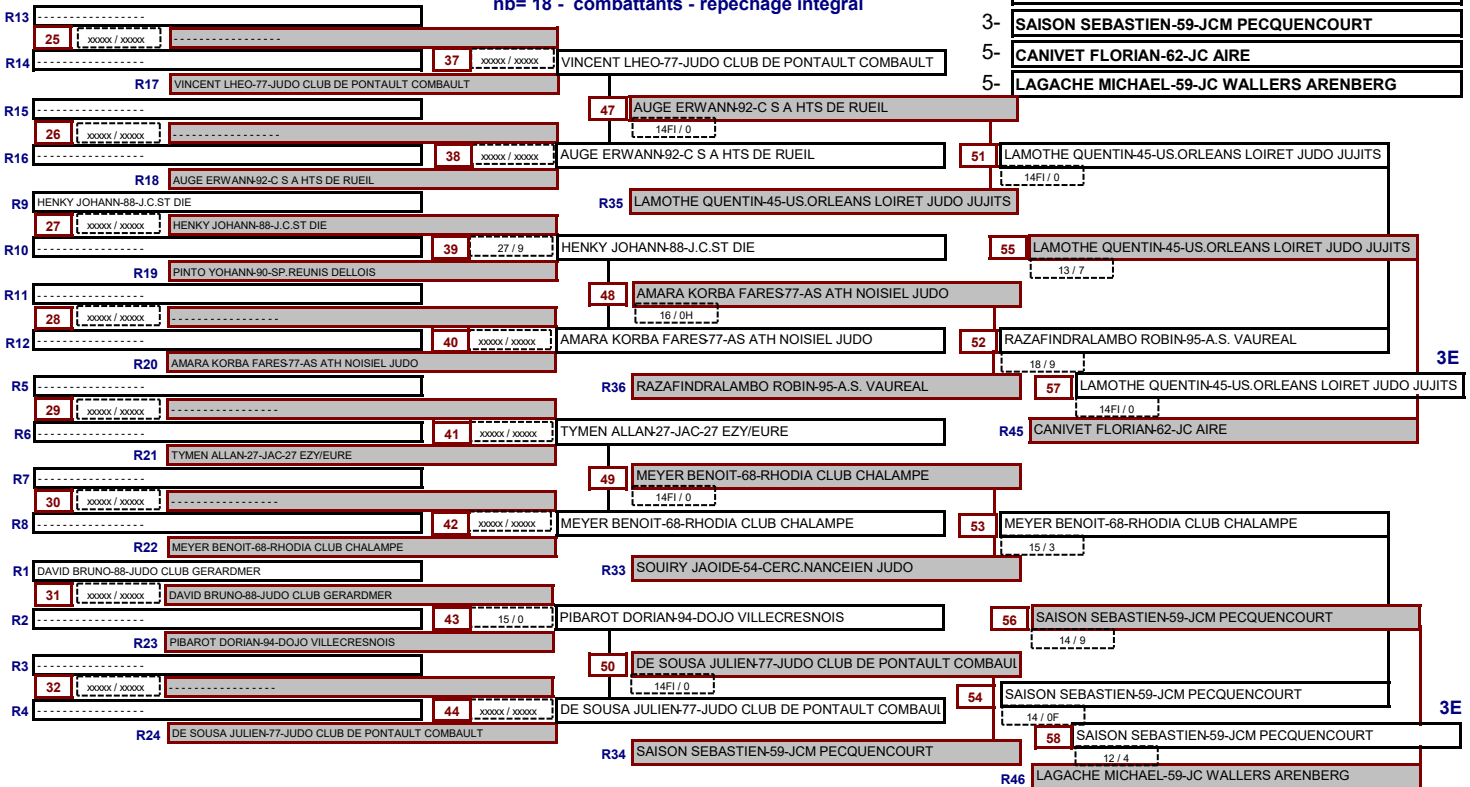 nb= 18 - combattants - repêchage intégral
3- SAISON SEBASTIEN-59-JCM PECQUENCOURT
5- CANIVET FLORIAN-62-JC AIRE
5- LAGACHE MICHAEL-59-JC WALLERS ARENBERG
R13 ----------------
25 xxxxx / xxxxx ----------------
R14 ----------------
37 xxxxx / xxxxx VINCENT LHEO-77-JUDO CLUB DE PONTAULT COMBAULT
R17 VINCENT LHEO-77-JUDO CLUB DE PONTAULT COMBAULT
R15 ----------------
47 AUGE ERWANN-92-C S A HTS DE RUEIL
14FI / 0
26 xxxxx / xxxxx ----------------
R16 ----------------
38 xxxxx / xxxxx AUGE ERWANN-92-C S A HTS DE RUEIL
51 LAMOTHE QUENTIN-45-US.ORLEANS LOIRET JUDO JUJITS
14FI / 0
R18 AUGE ERWANN-92-C S A HTS DE RUEIL
R9 HENKY JOHANN-88-J.C.ST DIE
R35 LAMOTHE QUENTIN-45-US.ORLEANS LOIRET JUDO JUJITS
27 xxxxx / xxxxx HENKY JOHANN-88-J.C.ST DIE
R10 ----------------
39 27 / 9 HENKY JOHANN-88-J.C.ST DIE
55 LAMOTHE QUENTIN-45-US.ORLEANS LOIRET JUDO JUJITS
13 / 7
R19 PINTO YOHANN-90-SP.REUNIS DELLOIS
R11 ----------------
48 AMARA KORBA FARES-77-AS ATH NOISIEL JUDO
16 / 0H
28 xxxxx / xxxxx ----------------
R12 ----------------
40 xxxxx / xxxxx AMARA KORBA FARES-77-AS ATH NOISIEL JUDO
52 RAZAFINDRALAMBO ROBIN-95-A.S. VAUREAL
18 / 9
3E
R20 AMARA KORBA FARES-77-AS ATH NOISIEL JUDO
R5 ----------------
R36 RAZAFINDRALAMBO ROBIN-95-A.S. VAUREAL
57 LAMOTHE QUENTIN-45-US.ORLEANS LOIRET JUDO JUJITS
14FI / 0
29 xxxxx / xxxxx ----------------
R6 ----------------
41 xxxxx / xxxxx TYMEN ALLAN-27-JAC-27 EZY/EURE
R45 CANIVET FLORIAN-62-JC AIRE
R21 TYMEN ALLAN-27-JAC-27 EZY/EURE
R7 ----------------
49 MEYER BENOIT-68-RHODIA CLUB CHALAMPE
14FI / 0
30 xxxxx / xxxxx ----------------
R8 ----------------
42 xxxxx / xxxxx MEYER BENOIT-68-RHODIA CLUB CHALAMPE
53 MEYER BENOIT-68-RHODIA CLUB CHALAMPE
15 / 3
R22 MEYER BENOIT-68-RHODIA CLUB CHALAMPE
R1 DAVID BRUNO-88-JUDO CLUB GERARDMER
R33 SOUIRY JAOIDE-54-CERC.NANCEIEN JUDO
31 xxxxx / xxxxx DAVID BRUNO-88-JUDO CLUB GERARDMER
R2 ----------------
43 15 / 0 PIBAROT DORIAN-94-DOJO VILLECRESNOIS
56 SAISON SEBASTIEN-59-JCM PECQUENCOURT
14 / 9
R23 PIBAROT DORIAN-94-DOJO VILLECRESNOIS
R3 ----------------
50 DE SOUSA JULIEN-77-JUDO CLUB DE PONTAULT COMBAUL
14FI / 0
32 xxxxx / xxxxx ----------------
54 SAISON SEBASTIEN-59-JCM PECQUENCOURT
14 / 0F
R4 ----------------
44 xxxxx / xxxxx DE SOUSA JULIEN-77-JUDO CLUB DE PONTAULT COMBAUL
3E
R24 DE SOUSA JULIEN-77-JUDO CLUB DE PONTAULT COMBAULT
58 SAISON SEBASTIEN-59-JCM PECQUENCOURT
12 / 4
R34 SAISON SEBASTIEN-59-JCM PECQUENCOURT
R46 LAGACHE MICHAEL-59-JC WALLERS ARENBERG